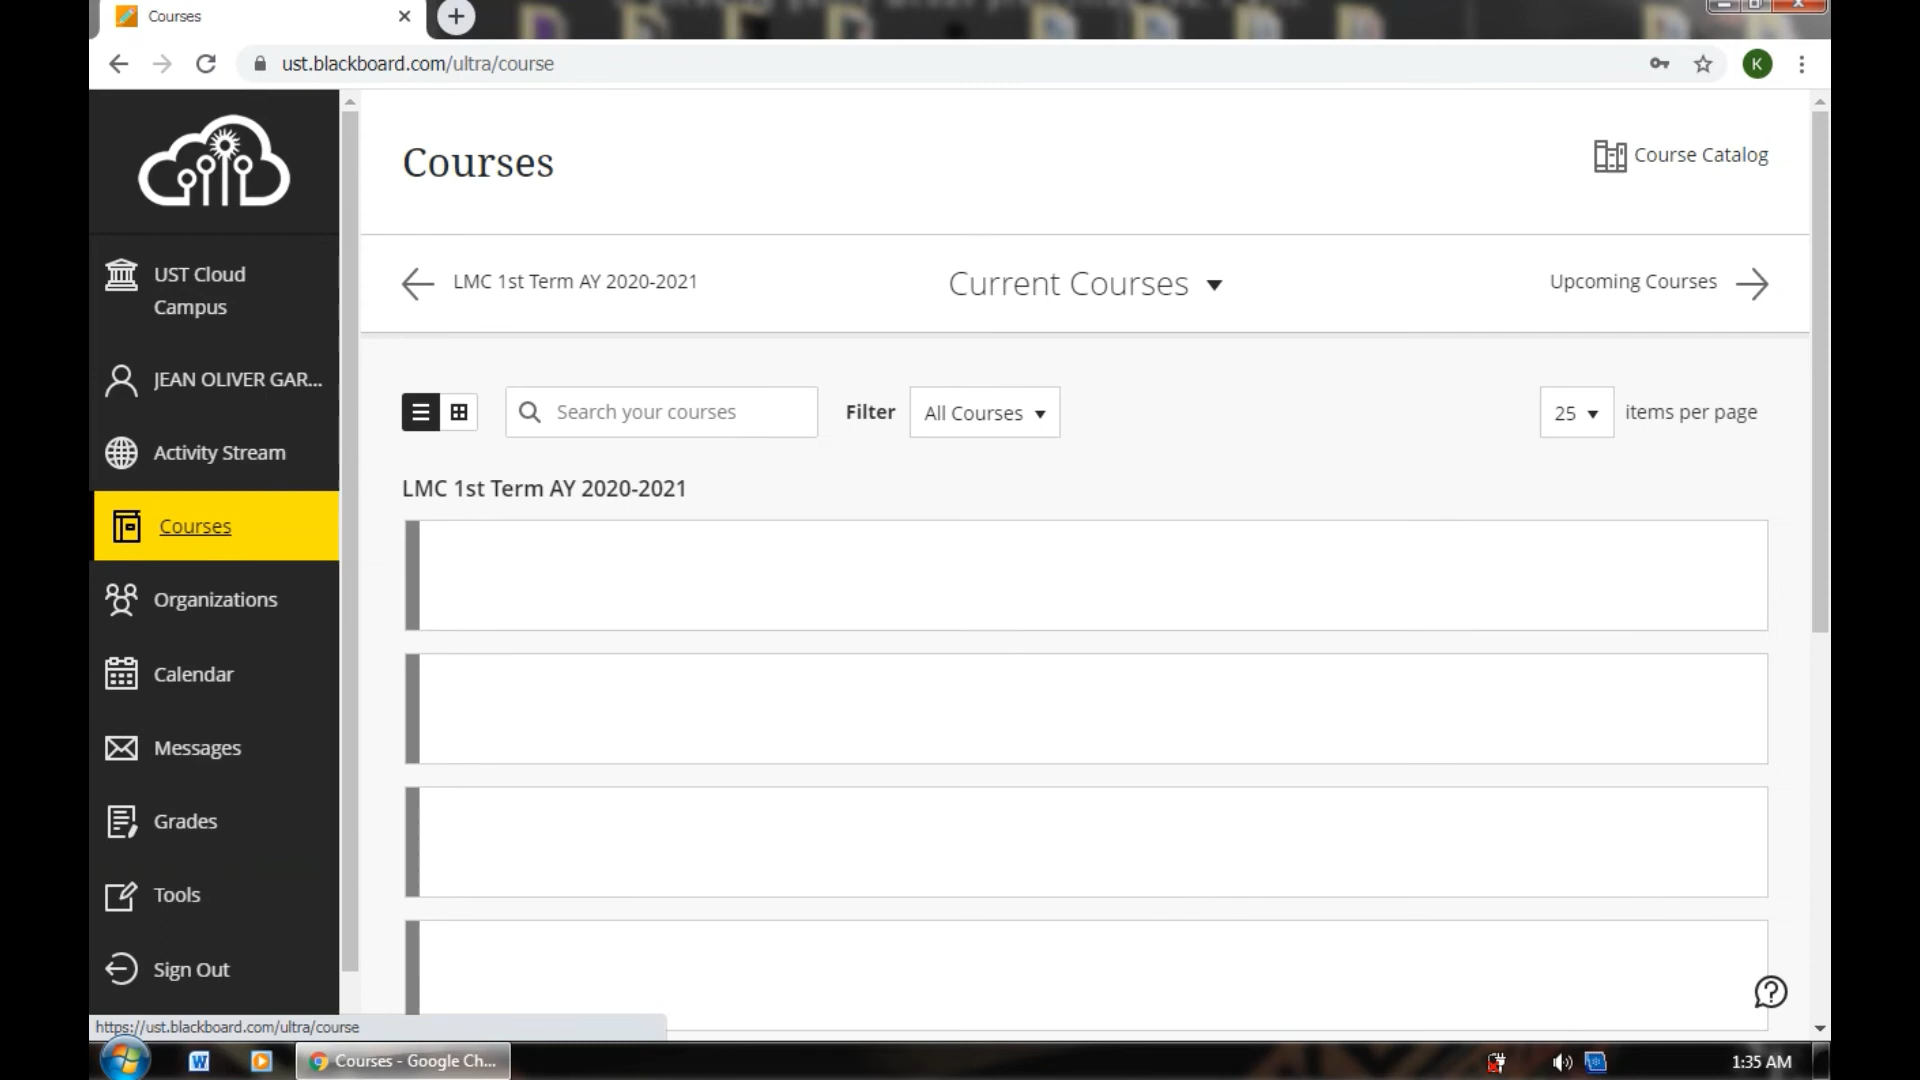 Courses
ust.blackboard.com/ultra/course
K
Courses
Course Catalog
UST Cloud
Campus
LMC 1st Term AY 2020-2021
Current Courses
Upcoming Courses
JEAN OLIVER GAR...
Search your courses
Filter
All Courses
25
items per page
Activity Stream
LMC 1st Term AY 2020-2021
Courses
Organizations
Calendar
Messages
Grades
Tools
Sign Out
https://ust.blackboard.com/ultra/course
W
Courses - Google Ch...
1:35 AM